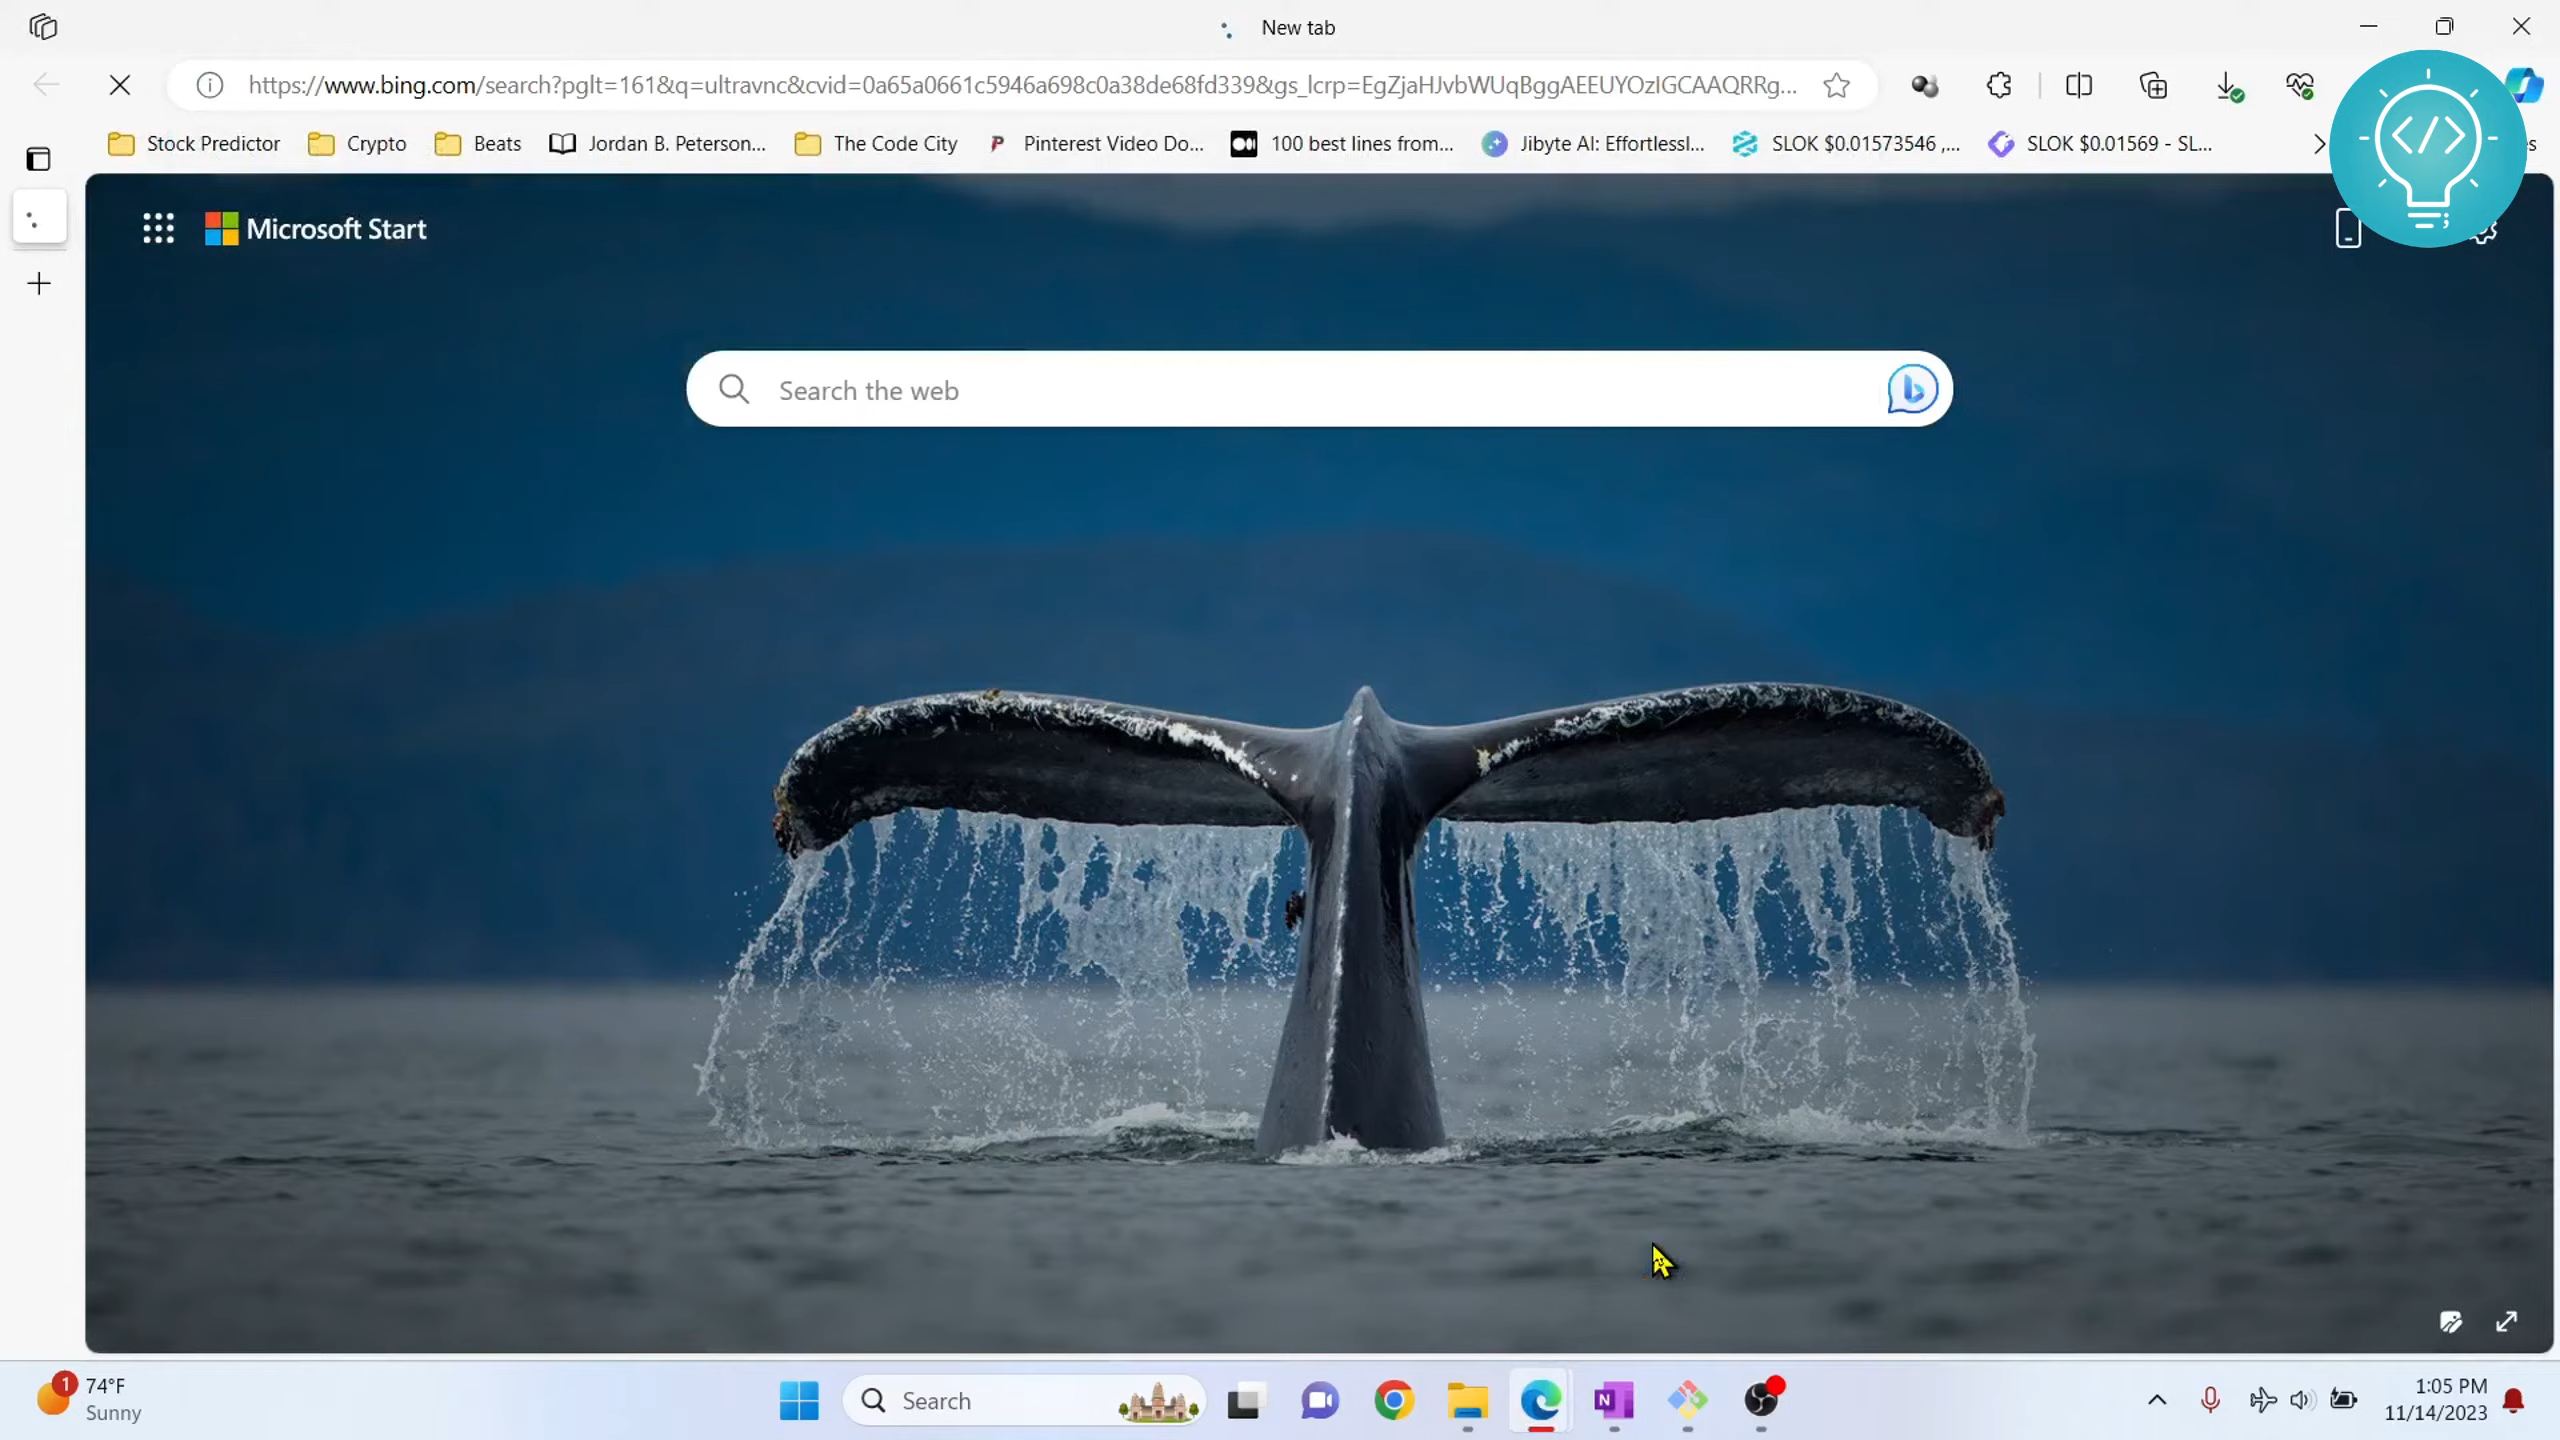 New tab
https://www.bing.com/search?pglt=161&q=ultravnc&cvid=0a65a0661c5946a698c0a38de68fd339&gs_lcrp=EgZjaHJvbWUqBggAEEUYOzIGCAAQRRg...
Stock Predictor Crypto Beats Jordan B. Peterson... The Code City Pinterest Video Do... 100 best lines from... Jibyte AI: Effortlessl... SLOK $0.01573546 ,... SLOK $0.01569 - SL...
Microsoft Start
Search the web
1 74°F
Sunny
Search
1:05 PM
11/14/2023